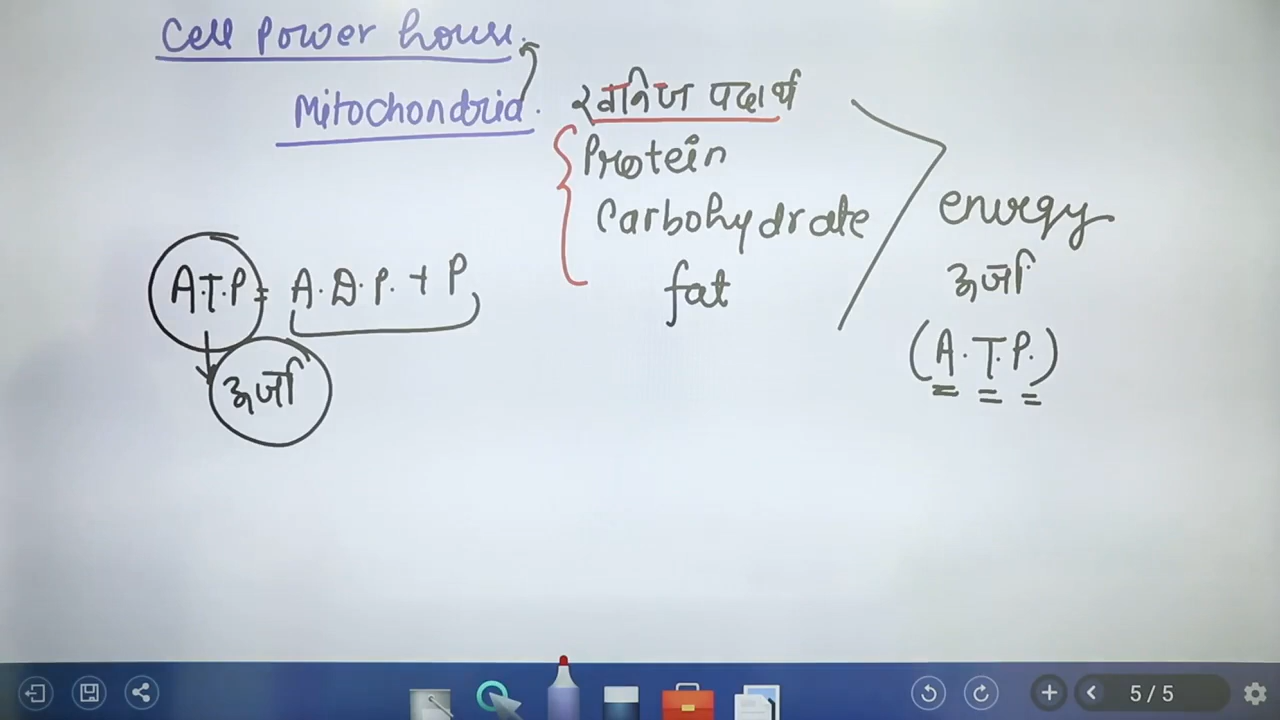 Cell Power house.
Mitochondria.
खनिज पदार्थ
Protein
Carbohydrate
fat
energy
ऊर्जा
(A.T.P.)
A.T.P = A.D.P. + P
ऊर्जा
5/5